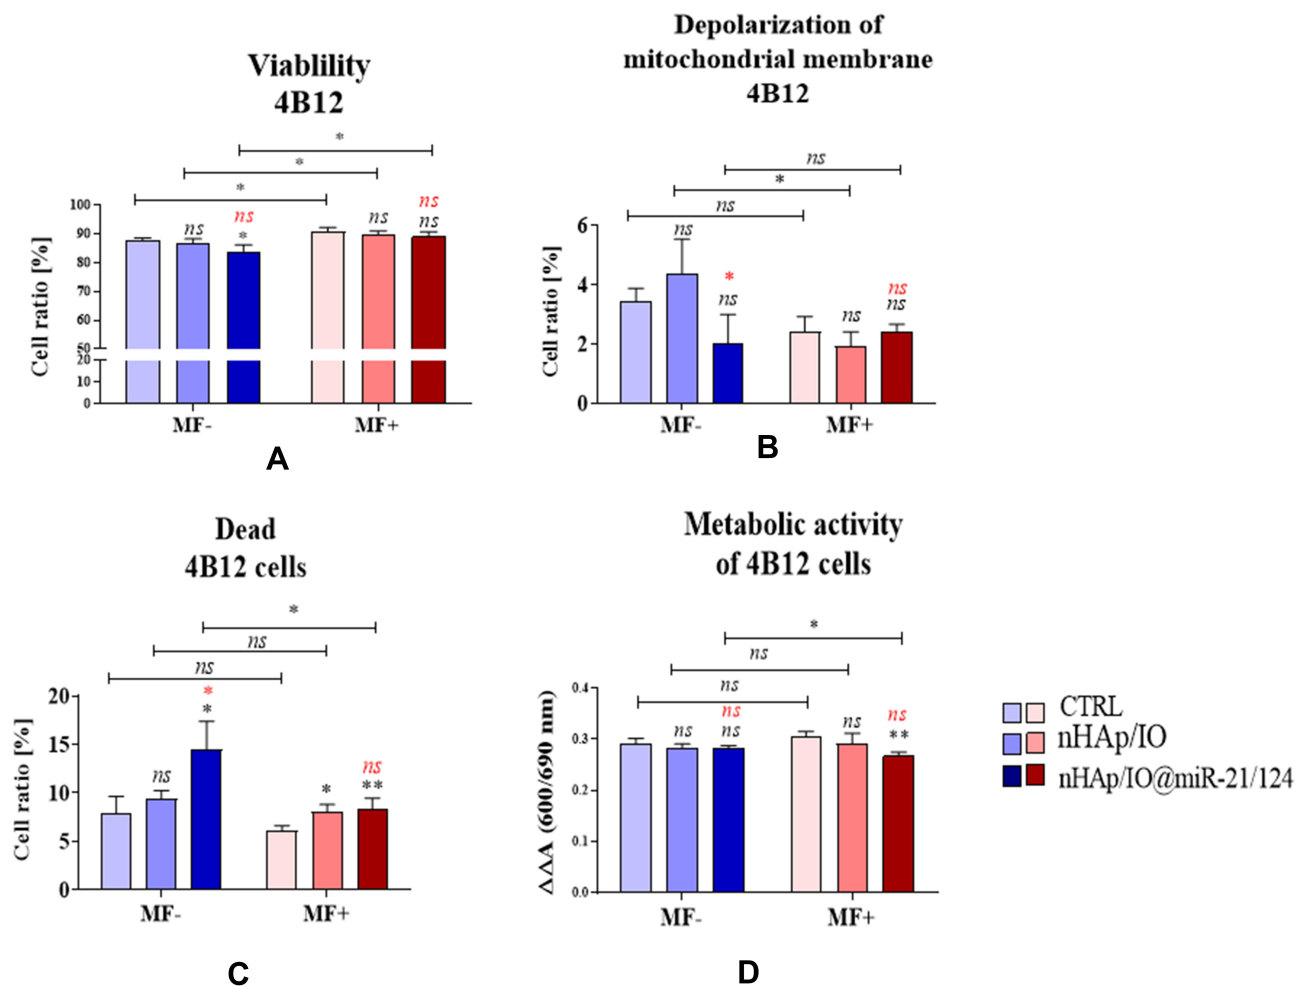 Viablility
4B12
*
*
*
100
90
80
70
60
50
20
10
0
Cell ratio [%]
ns
ns
*
ns
ns
ns
MF-
MF+
A
Depolarization of
mitochondrial membrane
4B12
ns
*
ns
6
4
2
0
Cell ratio [%]
ns
*
ns
ns
ns
ns
MF-
MF+
B
Dead
4B12 cells
*
ns
ns
20
15
10
5
0
Cell ratio [%]
ns
*
*
*
ns
**
MF-
MF+
C
Metabolic activity
of 4B12 cells
*
ns
ns
0.4
0.3
0.2
0.1
0.0
ΔΔA (600/690 nm)
ns
ns
ns
ns
ns
**
MF-
MF+
D
CTRL
nHAp/IO
nHAp/IO@miR-21/124